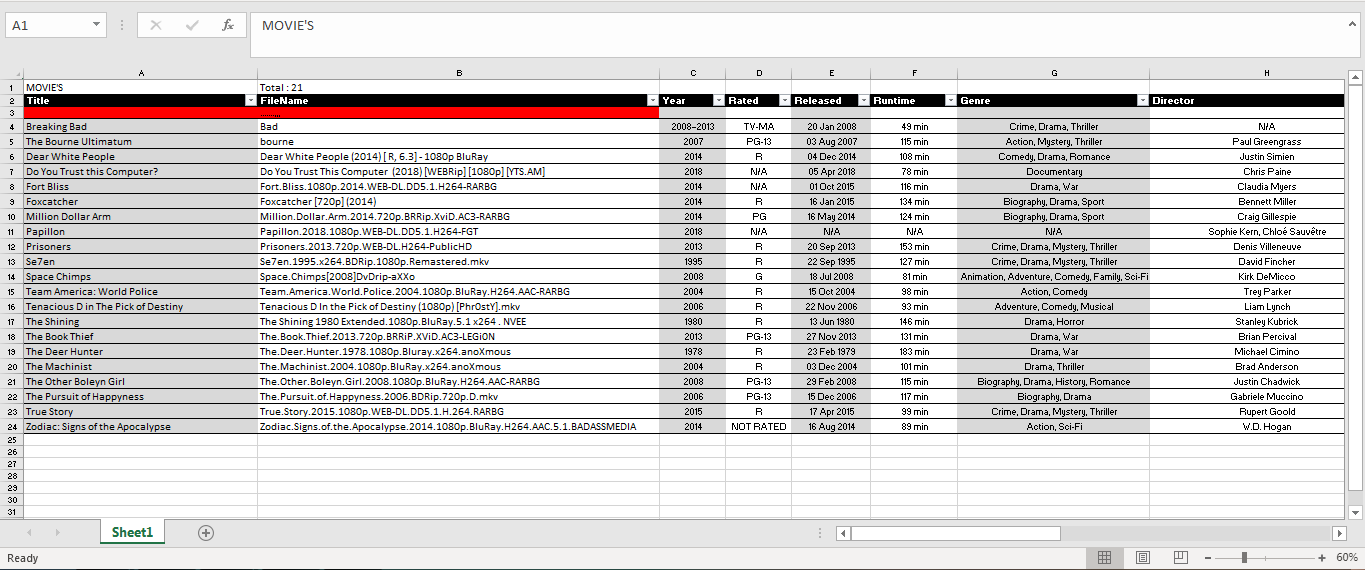 A1 fx MOVIE'S
A B C D E F G H
1 MOVIE'S Total : 21
2 Title FileName Year Rated Released Runtime Genre Director
3
4 Breaking Bad Bad 2008–2013 TV-MA 20 Jan 2008 49 min Crime, Drama, Thriller N/A
5 The Bourne Ultimatum bourne 2007 PG-13 03 Aug 2007 115 min Action, Mystery, Thriller Paul Greengrass
6 Dear White People Dear White People (2014) [ R, 6.3] - 1080p BluRay 2014 R 04 Dec 2014 108 min Comedy, Drama, Romance Justin Simien
7 Do You Trust this Computer? Do You Trust This Computer (2018) [WEBRip] [1080p] [YTS.AM] 2018 N/A 05 Apr 2018 78 min Documentary Chris Paine
8 Fort Bliss Fort.Bliss.1080p.2014.WEB-DL.DD5.1.H264-RARBG 2014 N/A 01 Oct 2015 116 min Drama, War Claudia Myers
9 Foxcatcher Foxcatcher [720p] (2014) 2014 R 16 Jan 2015 134 min Biography, Drama, Sport Bennett Miller
10 Million Dollar Arm Million.Dollar.Arm.2014.720p.BRRip.XviD.AC3-RARBG 2014 PG 16 May 2014 124 min Biography, Drama, Sport Craig Gillespie
11 Papillon Papillon.2018.1080p.WEB-DL.DD5.1.H264-FGT 2018 N/A N/A N/A N/A Sophie Kern, Chloé Sauvêtre
12 Prisoners Prisoners.2013.720p.WEB-DL.H264-PublicHD 2013 R 20 Sep 2013 153 min Crime, Drama, Mystery, Thriller Denis Villeneuve
13 Se7en Se7en.1995.x264.BDRip.1080p.Remastered.mkv 1995 R 22 Sep 1995 127 min Crime, Drama, Mystery, Thriller David Fincher
14 Space Chimps Space.Chimps[2008]DvDrip-aXXo 2008 G 18 Jul 2008 81 min Animation, Adventure, Comedy, Family, Sci-Fi Kirk DeMicco
15 Team America: World Police Team.America.World.Police.2004.1080p.BluRay.H264.AAC-RARBG 2004 R 15 Oct 2004 98 min Action, Comedy Trey Parker
16 Tenacious D in The Pick of Destiny Tenacious D In the Pick of Destiny (1080p) [Phr0stY].mkv 2006 R 22 Nov 2006 93 min Adventure, Comedy, Musical Liam Lynch
17 The Shining The Shining 1980 Extended.1080p.BluRay.5.1 x264 . NVEE 1980 R 13 Jun 1980 146 min Drama, Horror Stanley Kubrick
18 The Book Thief The.Book.Thief.2013.720p.BRRiP.XViD.AC3-LEGi0N 2013 PG-13 27 Nov 2013 131 min Drama, War Brian Percival
19 The Deer Hunter The.Deer.Hunter.1978.1080p.Bluray.x264.anoXmous 1978 R 23 Feb 1979 183 min Drama, War Michael Cimino
20 The Machinist The.Machinist.2004.1080p.BluRay.x264.anoXmous 2004 R 03 Dec 2004 101 min Drama, Thriller Brad Anderson
21 The Other Boleyn Girl The.Other.Boleyn.Girl.2008.1080p.BluRay.H264.AAC-RARBG 2008 PG-13 29 Feb 2008 115 min Biography, Drama, History, Romance Justin Chadwick
22 The Pursuit of Happyness The.Pursuit.of.Happyness.2006.BDRip.720p.D.mkv 2006 PG-13 15 Dec 2006 117 min Biography, Drama Gabriele Muccino
23 True Story True.Story.2015.1080p.WEB-DL.DD5.1.H.264.RARBG 2015 R 17 Apr 2015 99 min Crime, Drama, Mystery, Thriller Rupert Goold
24 Zodiac: Signs of the Apocalypse Zodiac.Signs.of.the.Apocalypse.2014.1080p.BluRay.H264.AAC.5.1.BADASSMEDIA 2014 NOT RATED 16 Aug 2014 89 min Action, Sci-Fi W.D. Hogan
25
26
27
28
29
30
31
Sheet1
Ready 60%